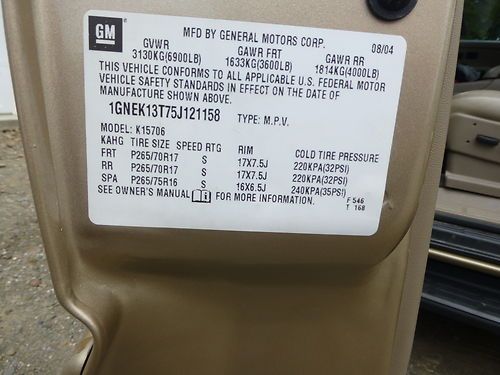 GM
MFD BY GENERAL MOTORS CORP. 08/04
GVWR GAWR FRT GAWR RR
3130KG(6900LB) 1633KG(3600LB) 1814KG(4000LB)
THIS VEHICLE CONFORMS TO ALL APPLICABLE U.S. FEDERAL MOTOR
VEHICLE SAFETY STANDARDS IN EFFECT ON THE DATE OF
MANUFACTURE SHOWN ABOVE.
1GNEK13T75J121158 TYPE: M.P.V.
MODEL: K15706
KAHG TIRE SIZE SPEED RTG RIM COLD TIRE PRESSURE
FRT P265/70R17 S 17X7.5J 220KPA(32PSI)
RR P265/70R17 S 17X7.5J 220KPA(32PSI)
SPA P265/75R16 S 16X6.5J 240KPA(35PSI)
SEE OWNER'S MANUAL FOR MORE INFORMATION. F 546
T 168